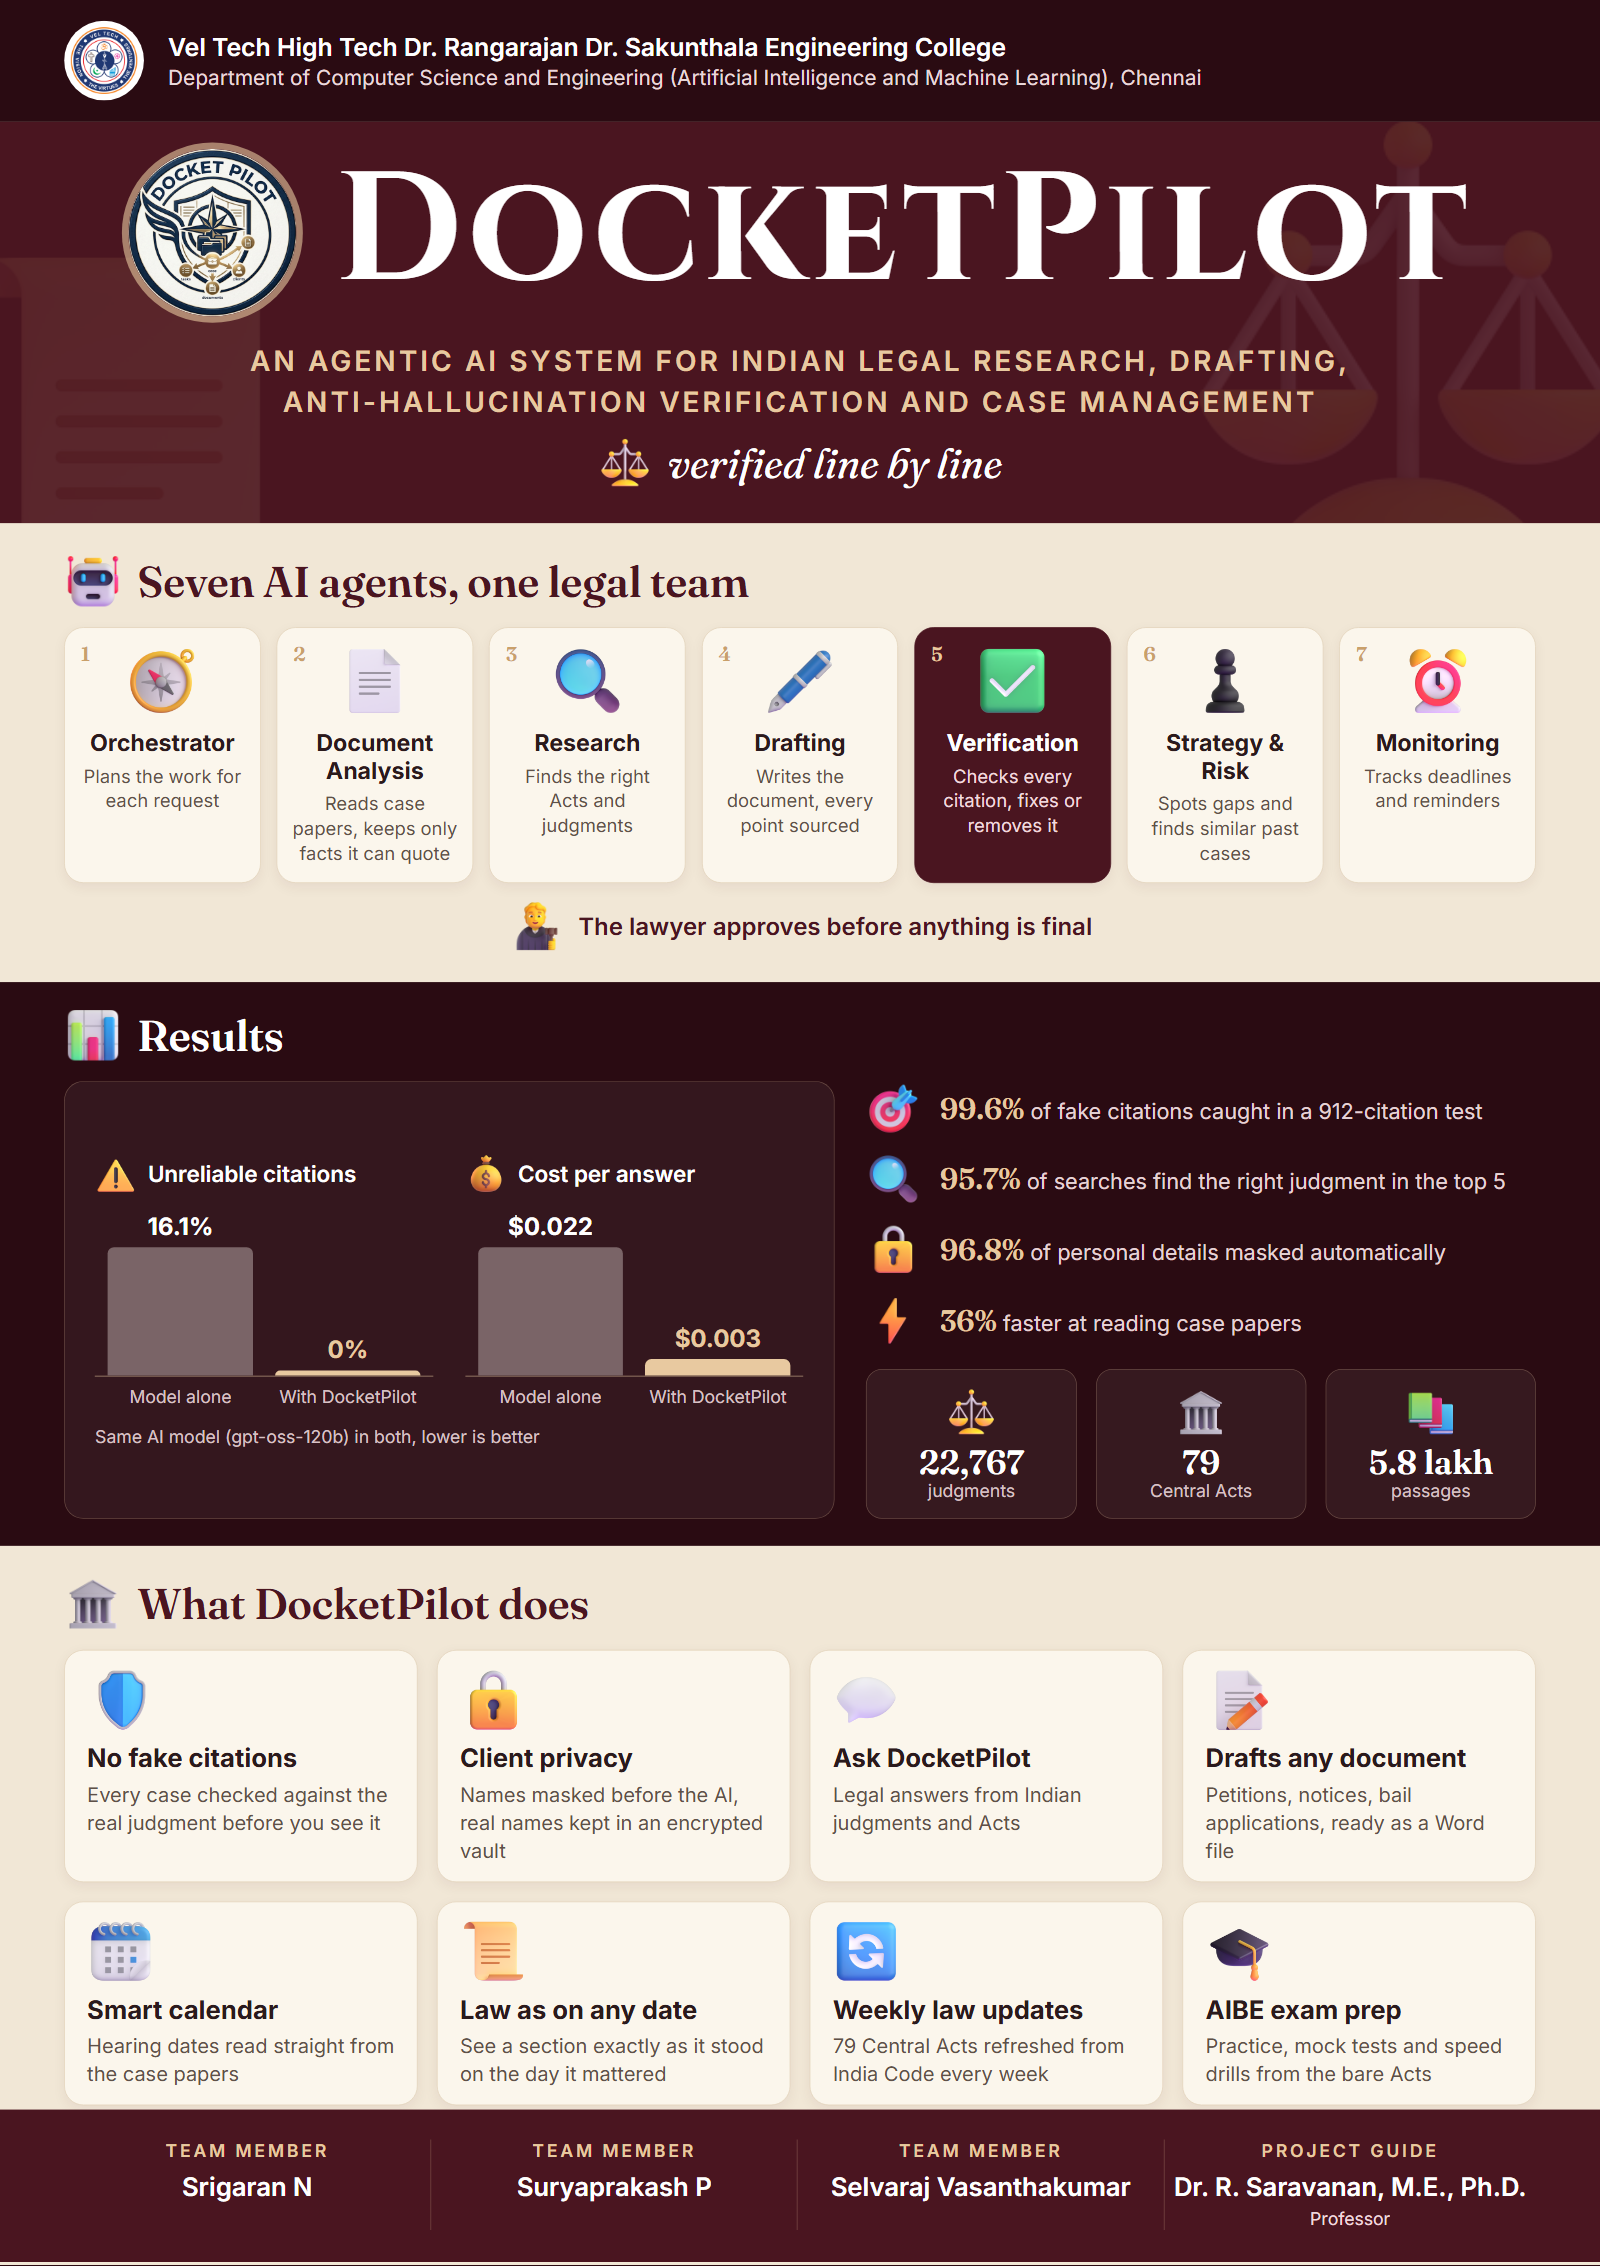 Vel Tech High Tech Dr. Rangarajan Dr. Sakunthala Engineering College
Department of Computer Science and Engineering (Artificial Intelligence and Machine Learning), Chennai
DOCKET PILOT
DOCKETPILOT
AN AGENTIC AI SYSTEM FOR INDIAN LEGAL RESEARCH, DRAFTING,
ANTI-HALLUCINATION VERIFICATION AND CASE MANAGEMENT
verified line by line
Seven AI agents, one legal team
1
Orchestrator
Plans the work for
each request
2
Document
Analysis
Reads case
papers, keeps only
facts it can quote
3
Research
Finds the right
Acts and
judgments
4
Drafting
Writes the
document, every
point sourced
5
Verification
Checks every
citation, fixes or
removes it
6
Strategy &
Risk
Spots gaps and
finds similar past
cases
7
Monitoring
Tracks deadlines
and reminders
The lawyer approves before anything is final
Results
Unreliable citations
16.1%
0%
Model alone
With DocketPilot
Cost per answer
$0.022
$0.003
Model alone
With DocketPilot
Same AI model (gpt-oss-120b) in both, lower is better
99.6% of fake citations caught in a 912-citation test
95.7% of searches find the right judgment in the top 5
96.8% of personal details masked automatically
36% faster at reading case papers
22,767
judgments
79
Central Acts
5.8 lakh
passages
What DocketPilot does
No fake citations
Every case checked against the
real judgment before you see it
Client privacy
Names masked before the AI,
real names kept in an encrypted
vault
Ask DocketPilot
Legal answers from Indian
judgments and Acts
Drafts any document
Petitions, notices, bail
applications, ready as a Word
file
Smart calendar
Hearing dates read straight from
the case papers
Law as on any date
See a section exactly as it stood
on the day it mattered
Weekly law updates
79 Central Acts refreshed from
India Code every week
AIBE exam prep
Practice, mock tests and speed
drills from the bare Acts
TEAM MEMBER
Srigaran N
TEAM MEMBER
Suryaprakash P
TEAM MEMBER
Selvaraj Vasanthakumar
PROJECT GUIDE
Dr. R. Saravanan, M.E., Ph.D.
Professor